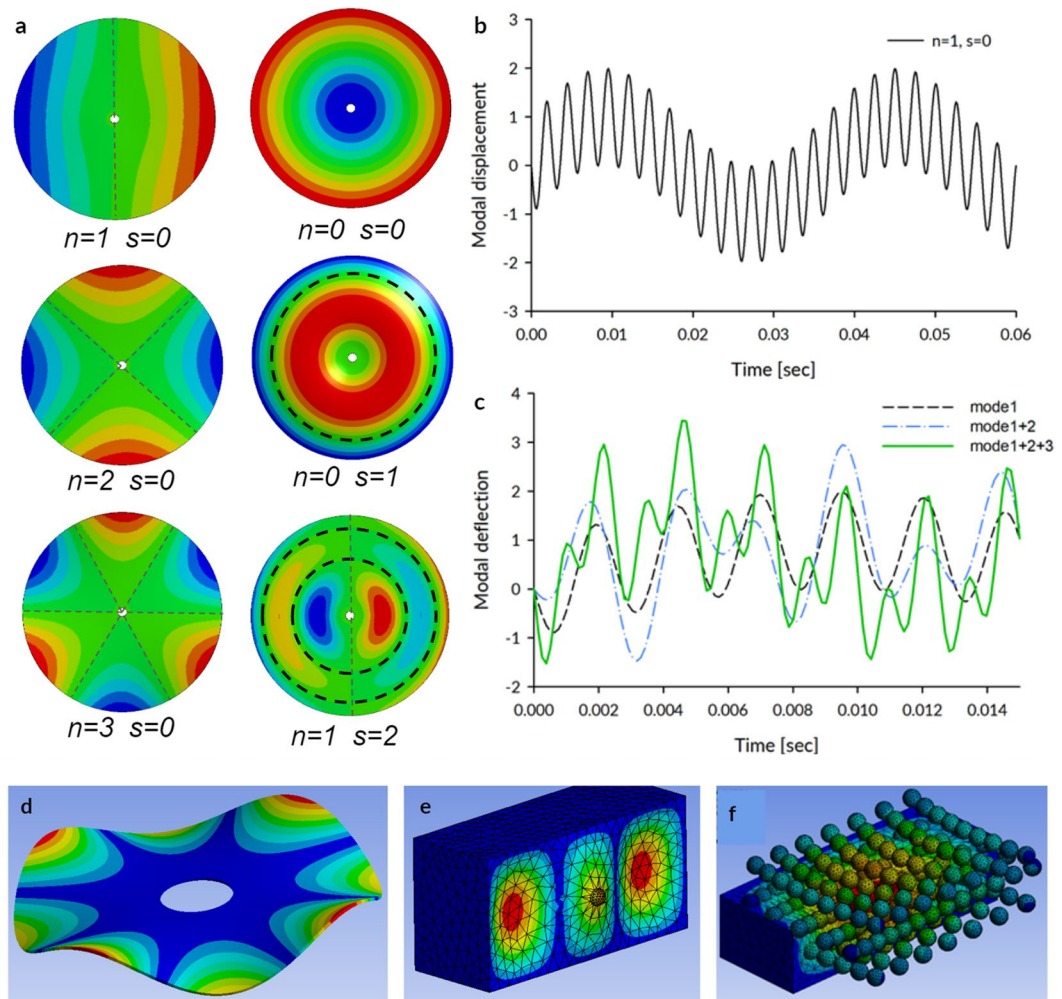 a
n=1 s=0
n=0 s=0
n=2 s=0
n=0 s=1
n=3 s=0
n=1 s=2
b
n=1, s=0
Modal displacement
3
2
1
0
-1
-2
-3
0.00 0.01 0.02 0.03 0.04 0.05 0.06
Time [sec]
c
mode1
mode1+2
mode1+2+3
Modal deflection
4
3
2
1
0
-1
-2
0.000 0.002 0.004 0.006 0.008 0.010 0.012 0.014
Time [sec]
d
e
f